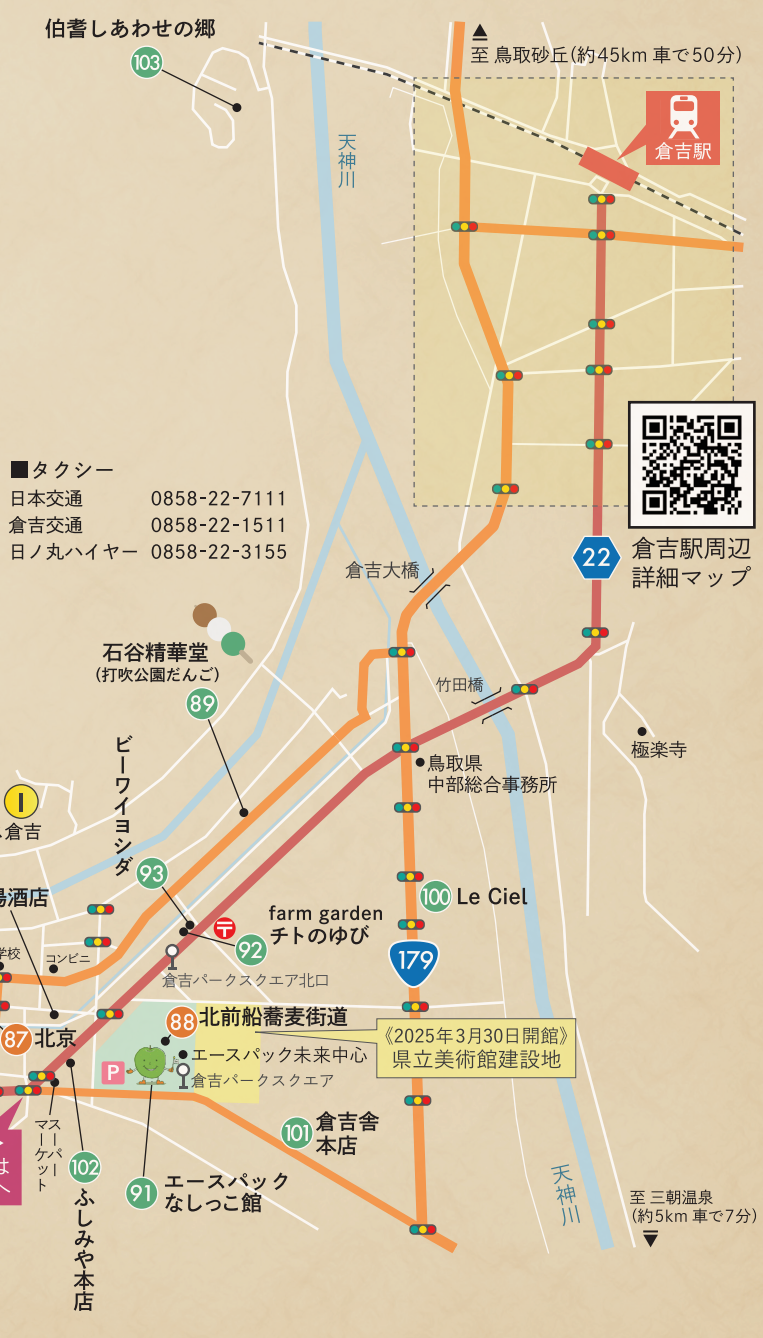 伯耆しあわせの郷
103
至 鳥取砂丘(約45km 車で50分)
天神川
倉吉駅
■タクシー
日本交通 0858-22-7111
倉吉交通 0858-22-1511
日ノ丸ハイヤー 0858-22-3155
22
倉吉駅周辺
詳細マップ
倉吉大橋
石谷精華堂
(打吹公園だんご)
89
竹田橋
鳥取県
中部総合事務所
極楽寺
ビーワイヨシダ
倉吉
93
100 Le Ciel
酒店
farm garden
チトのゆび
92
学校
コンビニ
179
倉吉パークスクエア北口
88 北前船蕎麦街道
87 北京
《2025年3月30日開館》
県立美術館建設地
エースパック未来中心
P
倉吉パークスクエア
101
倉吉舎
本店
スーパー
マーケット
は
へ
102
ふしみや本店
91
エースパック
なしっこ館
天神川
至 三朝温泉
(約5km 車で7分)